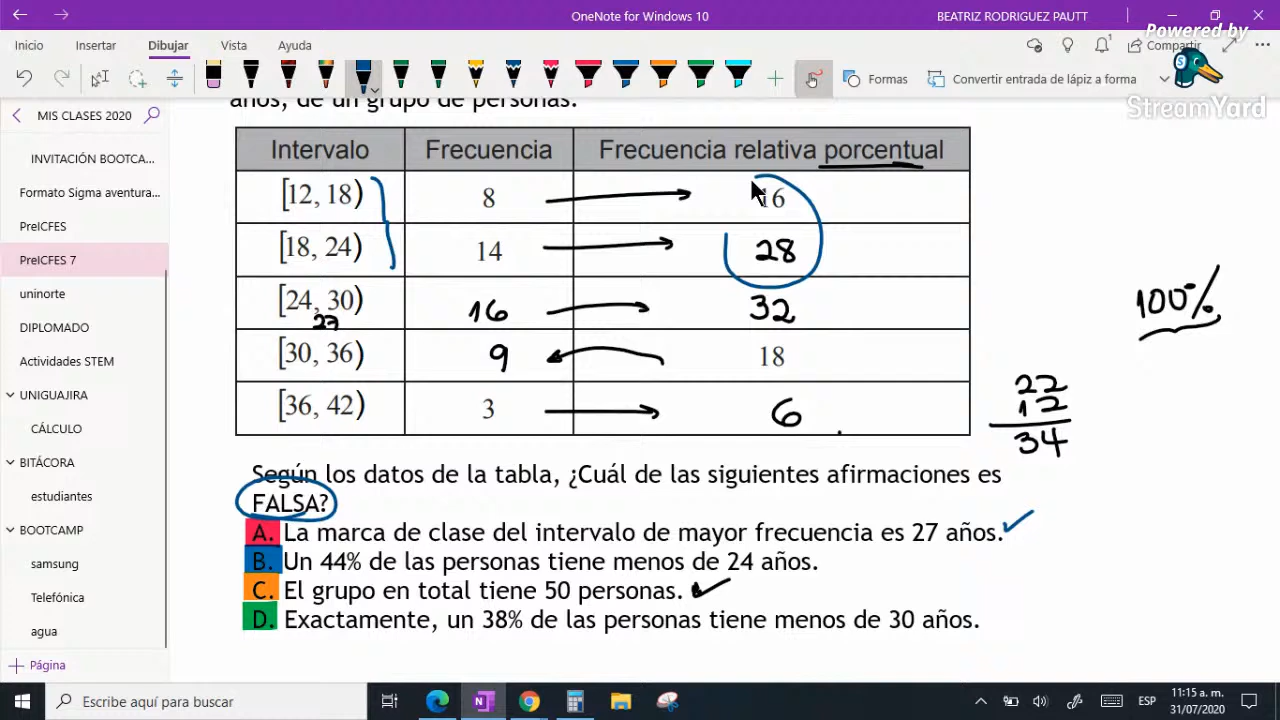 OneNote for Windows 10
BEATRIZ RODRIGUEZ PAUTT
Powered by
StreamYard
Inicio Insertar Dibujar Vista Ayuda
Compartir
Formas
Convertir entrada de lápiz a forma
MIS CLASES 2020
INVITACIÓN BOOTCA...
Formato Sigma aventura...
PreICFES
PreICFES 7
uninorte
DIPLOMADO
Actividades STEM
UNIGUAJIRA
CÁLCULO
BITÁCORA
estudiantes
BOOTCAMP
samsung
Telefónica
agua
Página
años, de un grupo de personas.
Intervalo Frecuencia Frecuencia relativa porcentual
[12, 18) 8 16
[18, 24) 14 28
[24, 30) 16 32
27
[30, 36) 9 18
[36, 42) 3 6
100%
22
12
34
Según los datos de la tabla, ¿Cuál de las siguientes afirmaciones es
FALSA?
A. La marca de clase del intervalo de mayor frecuencia es 27 años.
B. Un 44% de las personas tiene menos de 24 años.
C. El grupo en total tiene 50 personas.
D. Exactamente, un 38% de las personas tiene menos de 30 años.
Escribe aquí para buscar
ESP
11:15 a. m.
31/07/2020